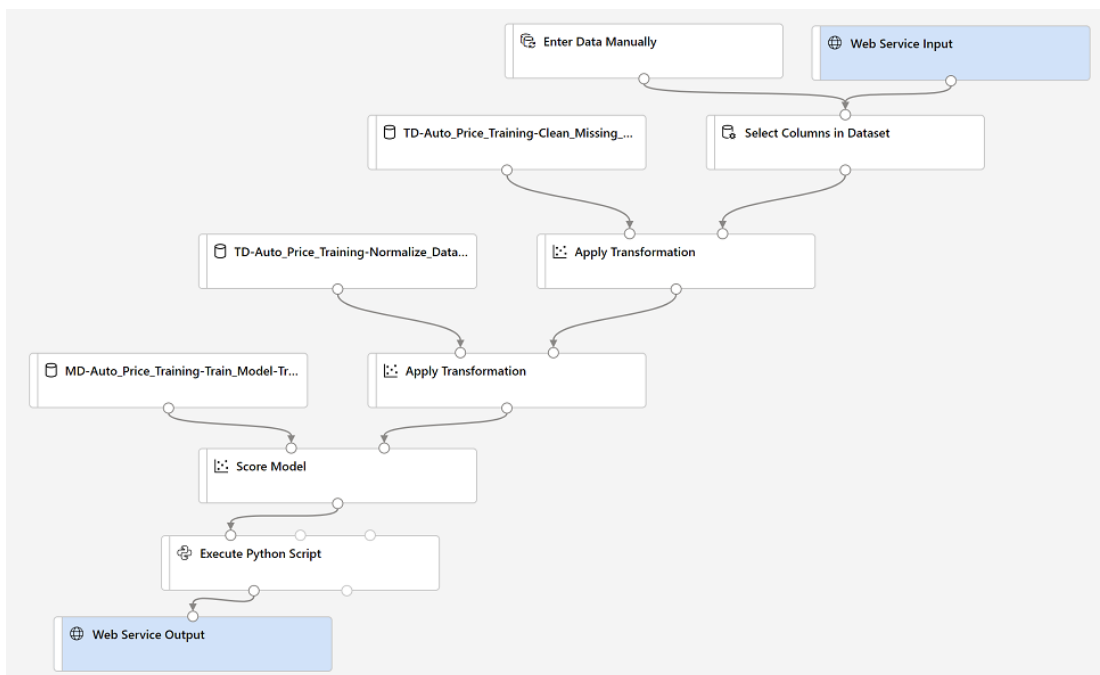 Enter Data Manually
Web Service Input
TD-Auto_Price_Training-Clean_Missing_...
Select Columns in Dataset
TD-Auto_Price_Training-Normalize_Data...
Apply Transformation
MD-Auto_Price_Training-Train_Model-Tr...
Apply Transformation
Score Model
Execute Python Script
Web Service Output